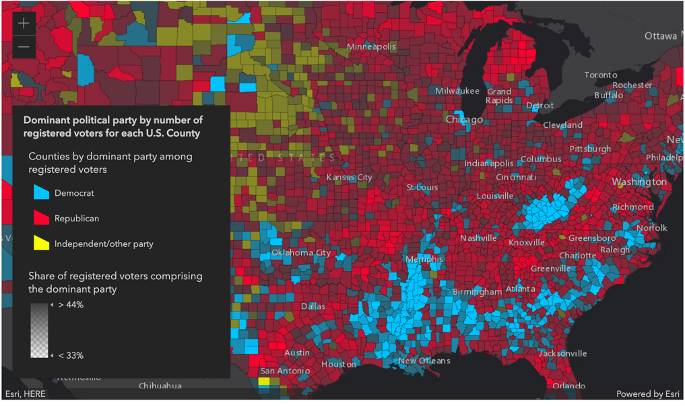 +
Minneapolis
Ottawa
−
Toronto
Rochester
Milwaukee
Grand
Rapids
Buffalo
Detroit
Chicago
Cleveland
Dominant political party by number of
registered voters for each U.S. County
Counties by dominant party among
registered voters
Democrat
Republican
Independent/other party
Share of registered voters comprising
the dominant party
> 44%
< 33%
New
Pittsburgh
Philadelp
ITED STATES
Indianapolis
Columbus
Kansas City
Cincinnati
Washington
St Louis
Louisville
Richmond
Norfolk
Nashville
Knoxville
Greensboro
Raleigh
Oklahoma City
Memphis
Charlotte
Greenville
Birmingham
Atlanta
Dallas
Austin
Houston
New Orleans
Jacksonville
San Antonio
Chihuahua
Orlando
Esri, HERE
Powered by Esri